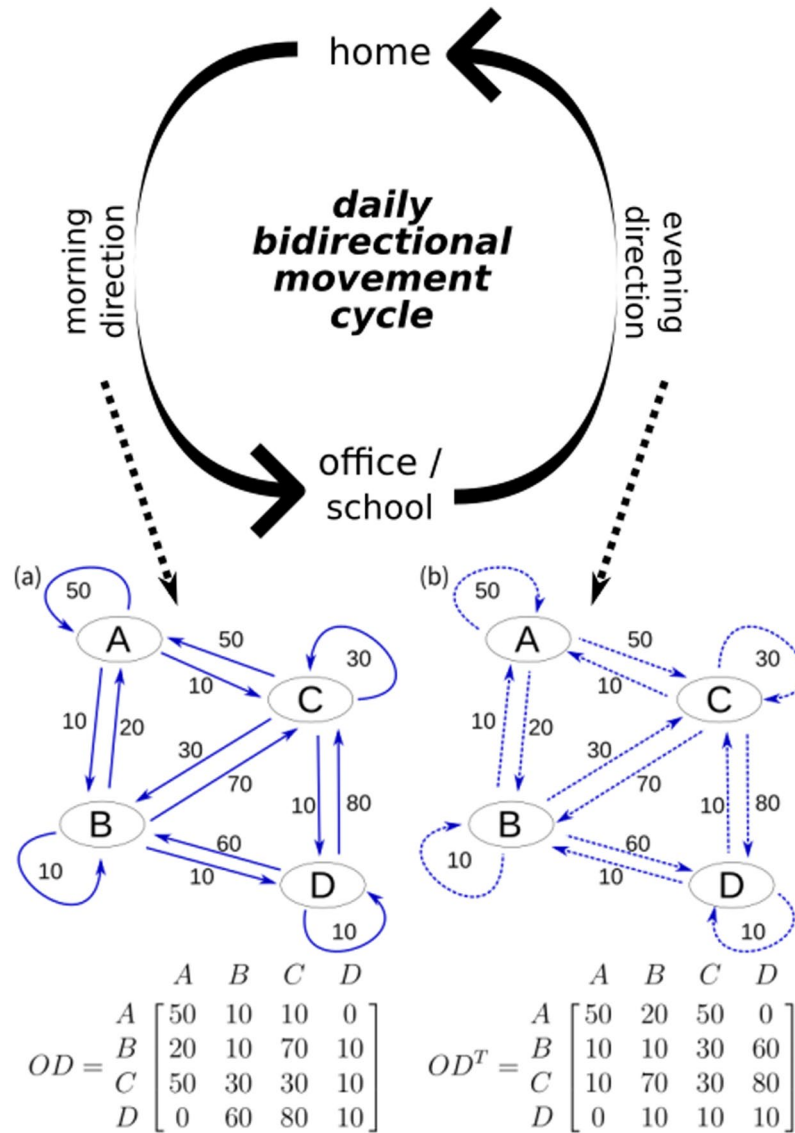 home
daily
bidirectional
movement
cycle
morning
direction
evening
direction
office /
school
(a)
50
A
50
30
10
C
10
20
30
70
10
80
B
60
10
10
D
10
(b)
50
A
50
30
10
C
10
20
30
70
10
80
B
60
10
10
D
10
A B C D
A 50 10 10 0
OD = B 20 10 70 10
C 50 30 30 10
D 0 60 80 10
A B C D
A 50 20 50 0
OD^T = B 10 10 30 60
C 10 70 30 80
D 0 10 10 10